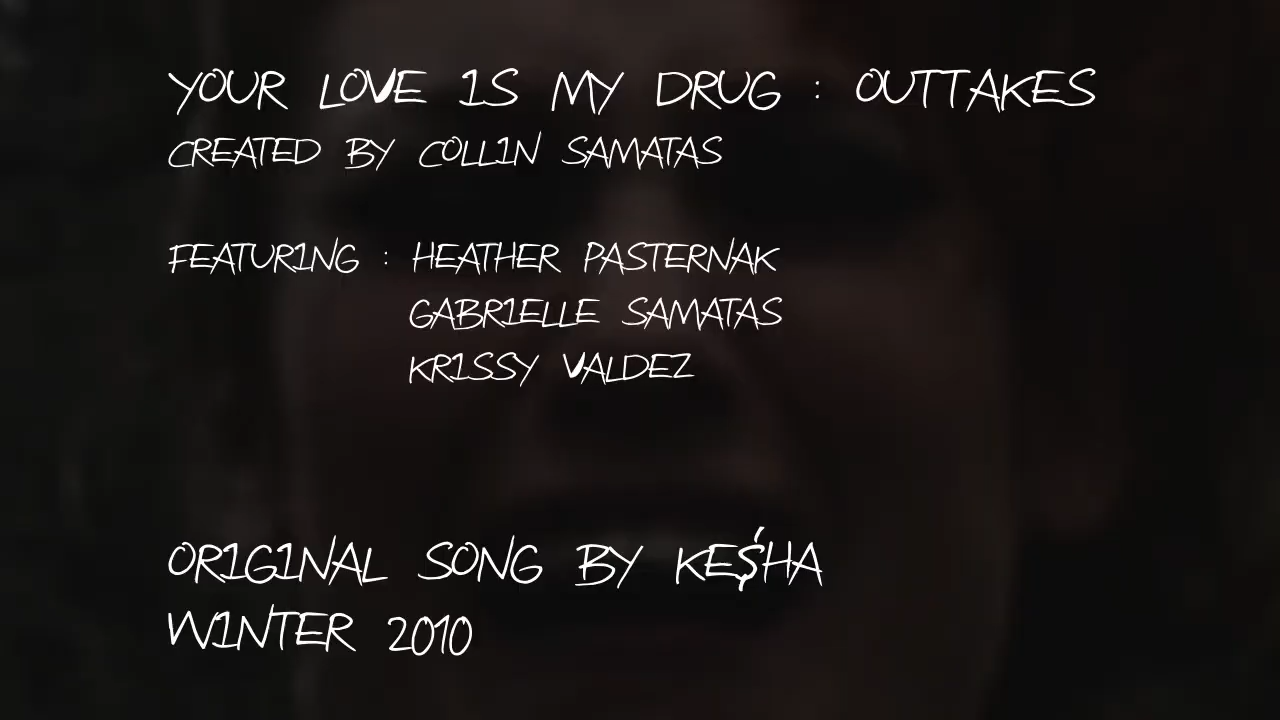 YOUR LOVE IS MY DRUG : OUTTAKES
CREATED BY COLLIN SAMATAS
FEATURING : HEATHER PASTERNAK
GABRIELLE SAMATAS
KRISSY VALDEZ
ORIGINAL SONG BY KE$HA
WINTER 2010